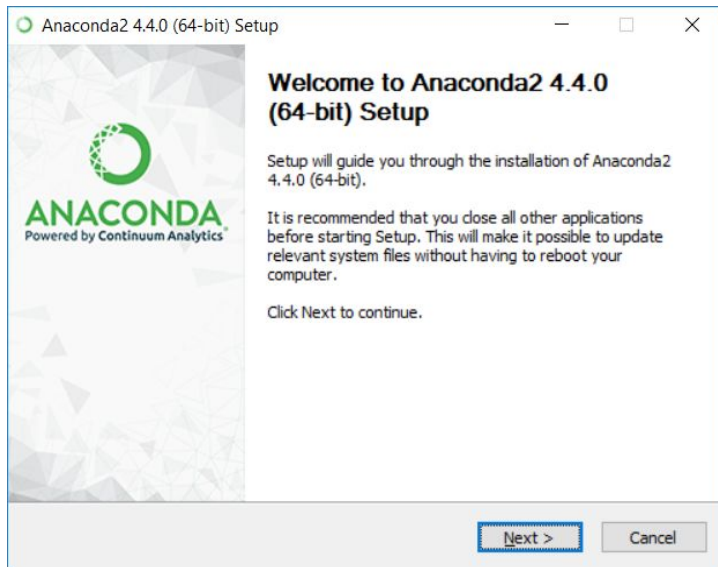 Anaconda2 4.4.0 (64-bit) Setup
Welcome to Anaconda2 4.4.0
(64-bit) Setup
Setup will guide you through the installation of Anaconda2
4.4.0 (64-bit).
It is recommended that you close all other applications
before starting Setup. This will make it possible to update
relevant system files without having to reboot your
computer.
Click Next to continue.
ANACONDA
Powered by Continuum Analytics
Next >
Cancel